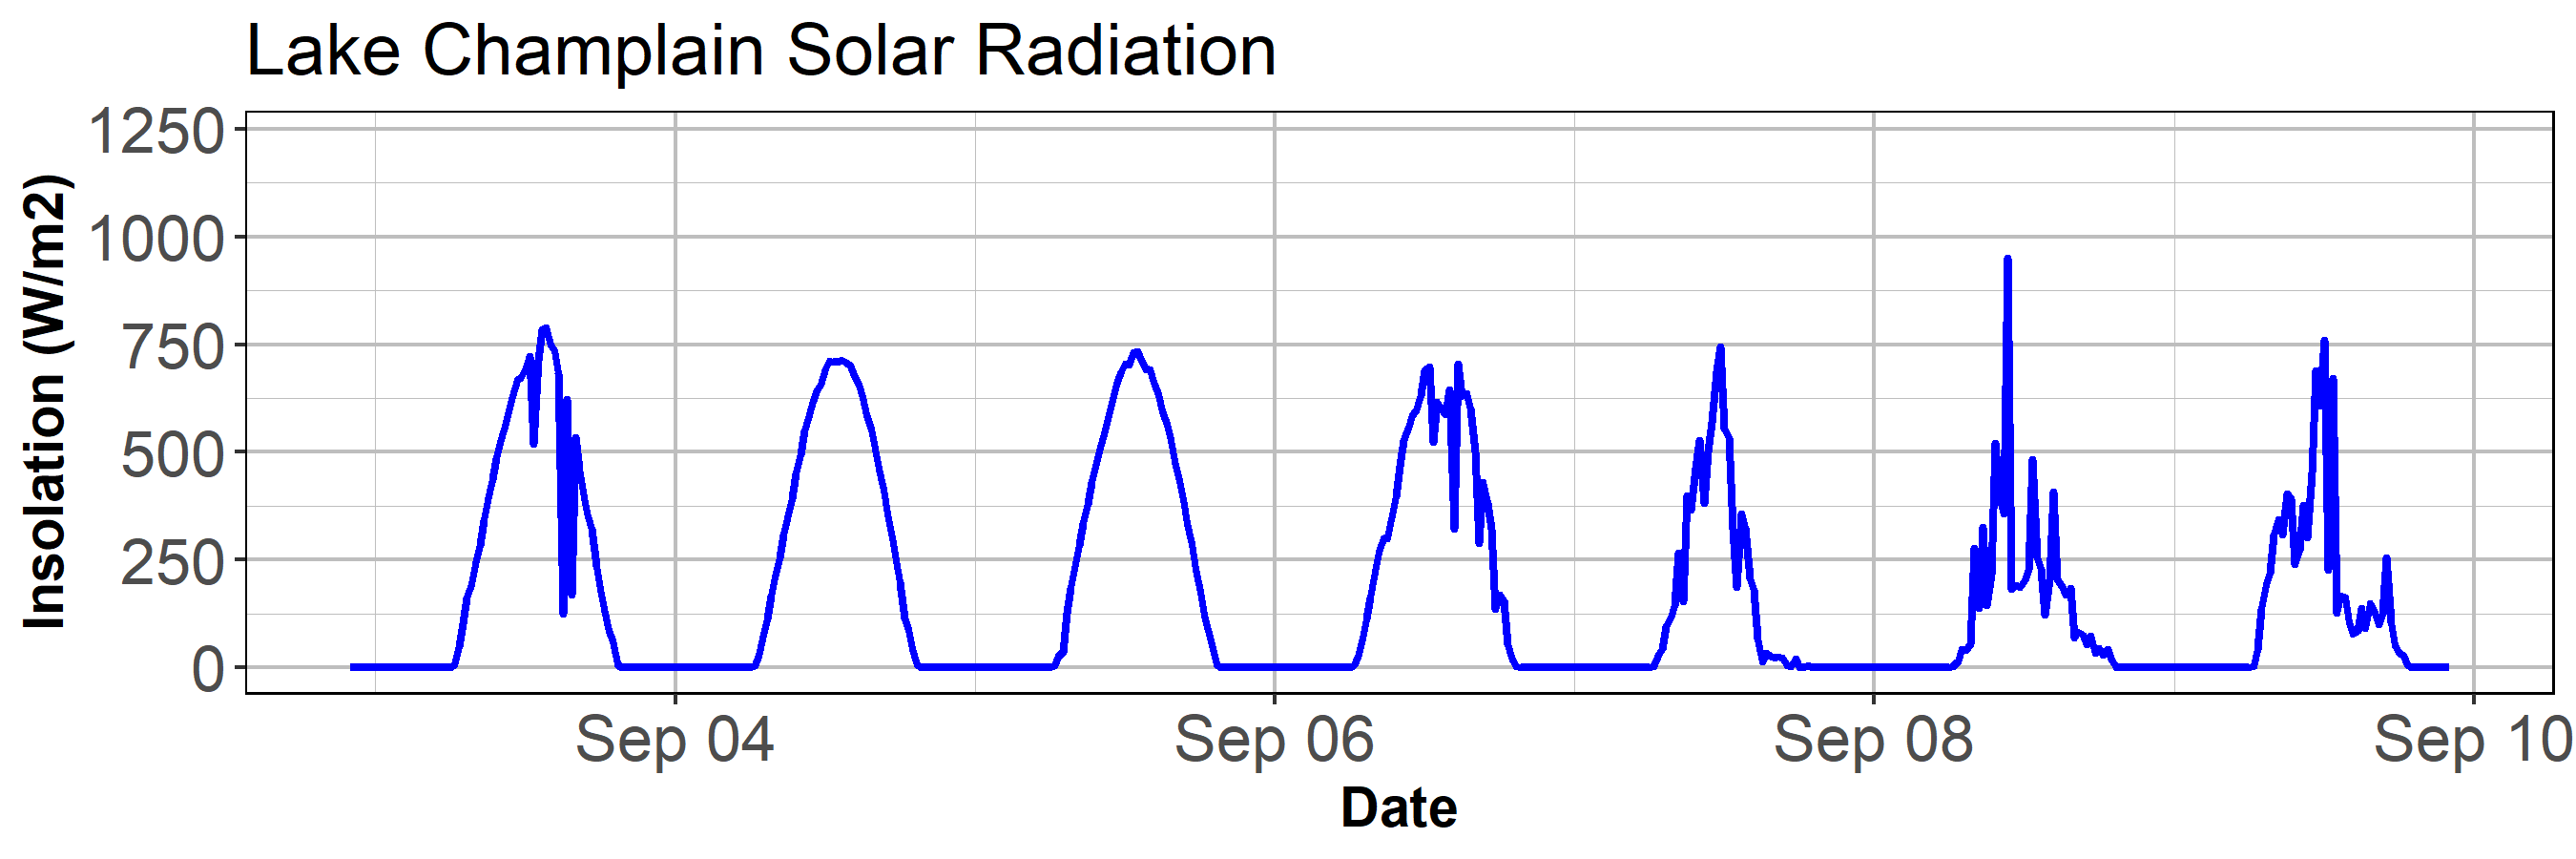 Lake Champlain Solar Radiation
1250
1000
750
500
250
0
Insolation (W/m2)
Sep 04 Sep 06 Sep 08 Sep 10
Date